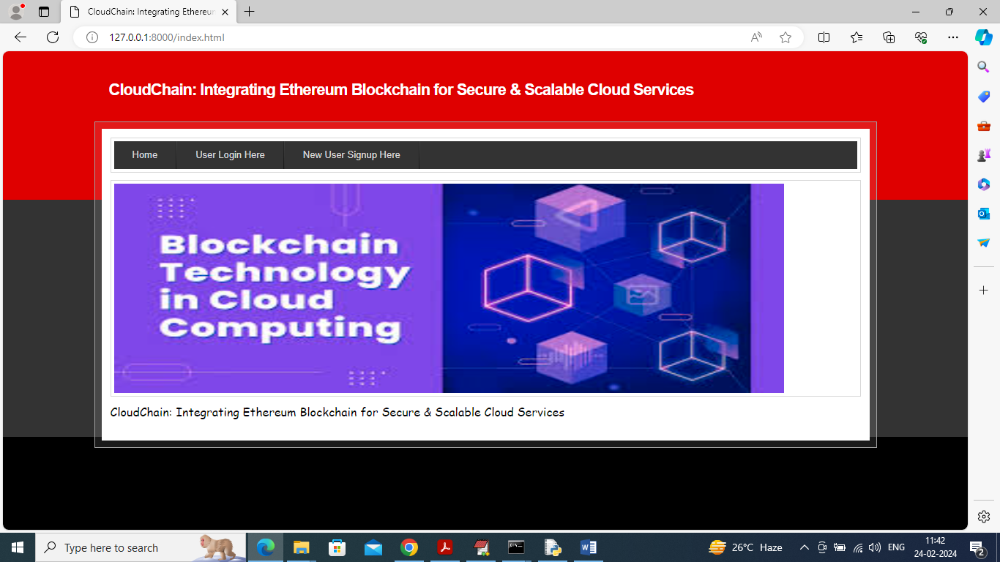 CloudChain: Integrating Ethereur
127.0.0.1:8000/index.html
CloudChain: Integrating Ethereum Blockchain for Secure & Scalable Cloud Services
Home
User Login Here
New User Signup Here
Blockchain
Technology
in Cloud
Computing
CloudChain: Integrating Ethereum Blockchain for Secure & Scalable Cloud Services
Type here to search
26°C Haze
ENG
11:42
24-02-2024
2